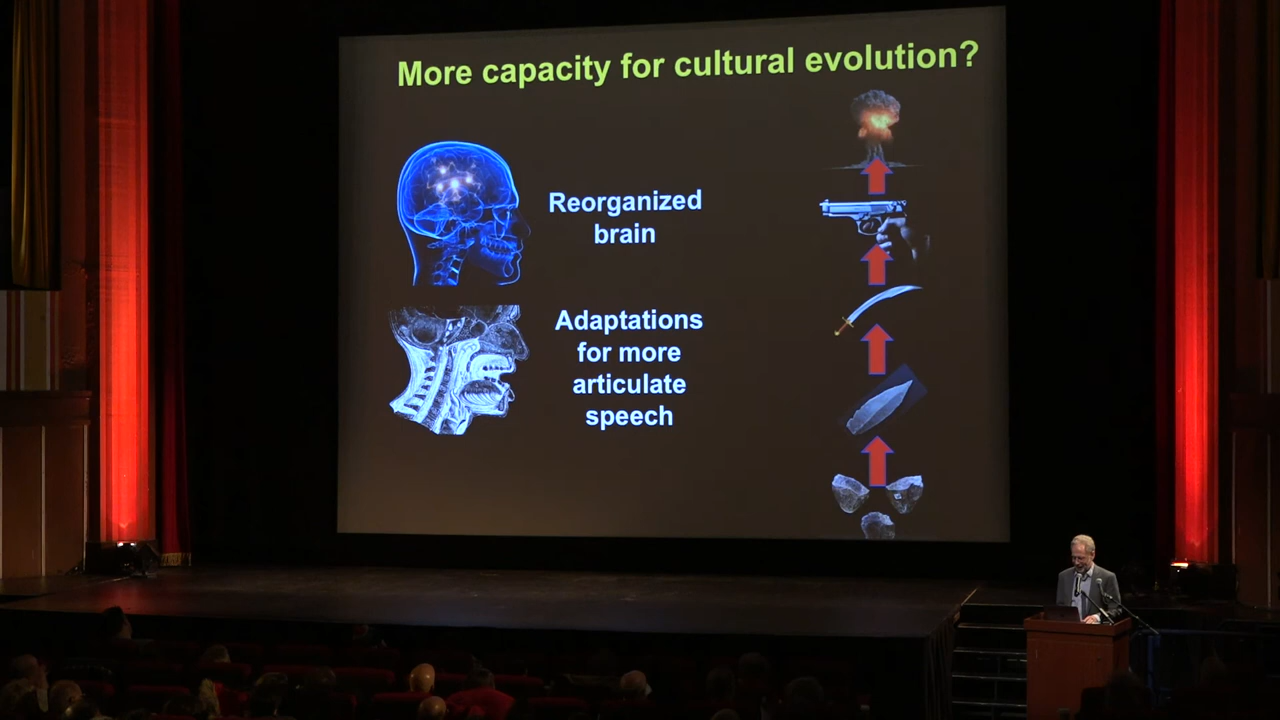 More capacity for cultural evolution?
Reorganized
brain
Adaptations
for more
articulate
speech